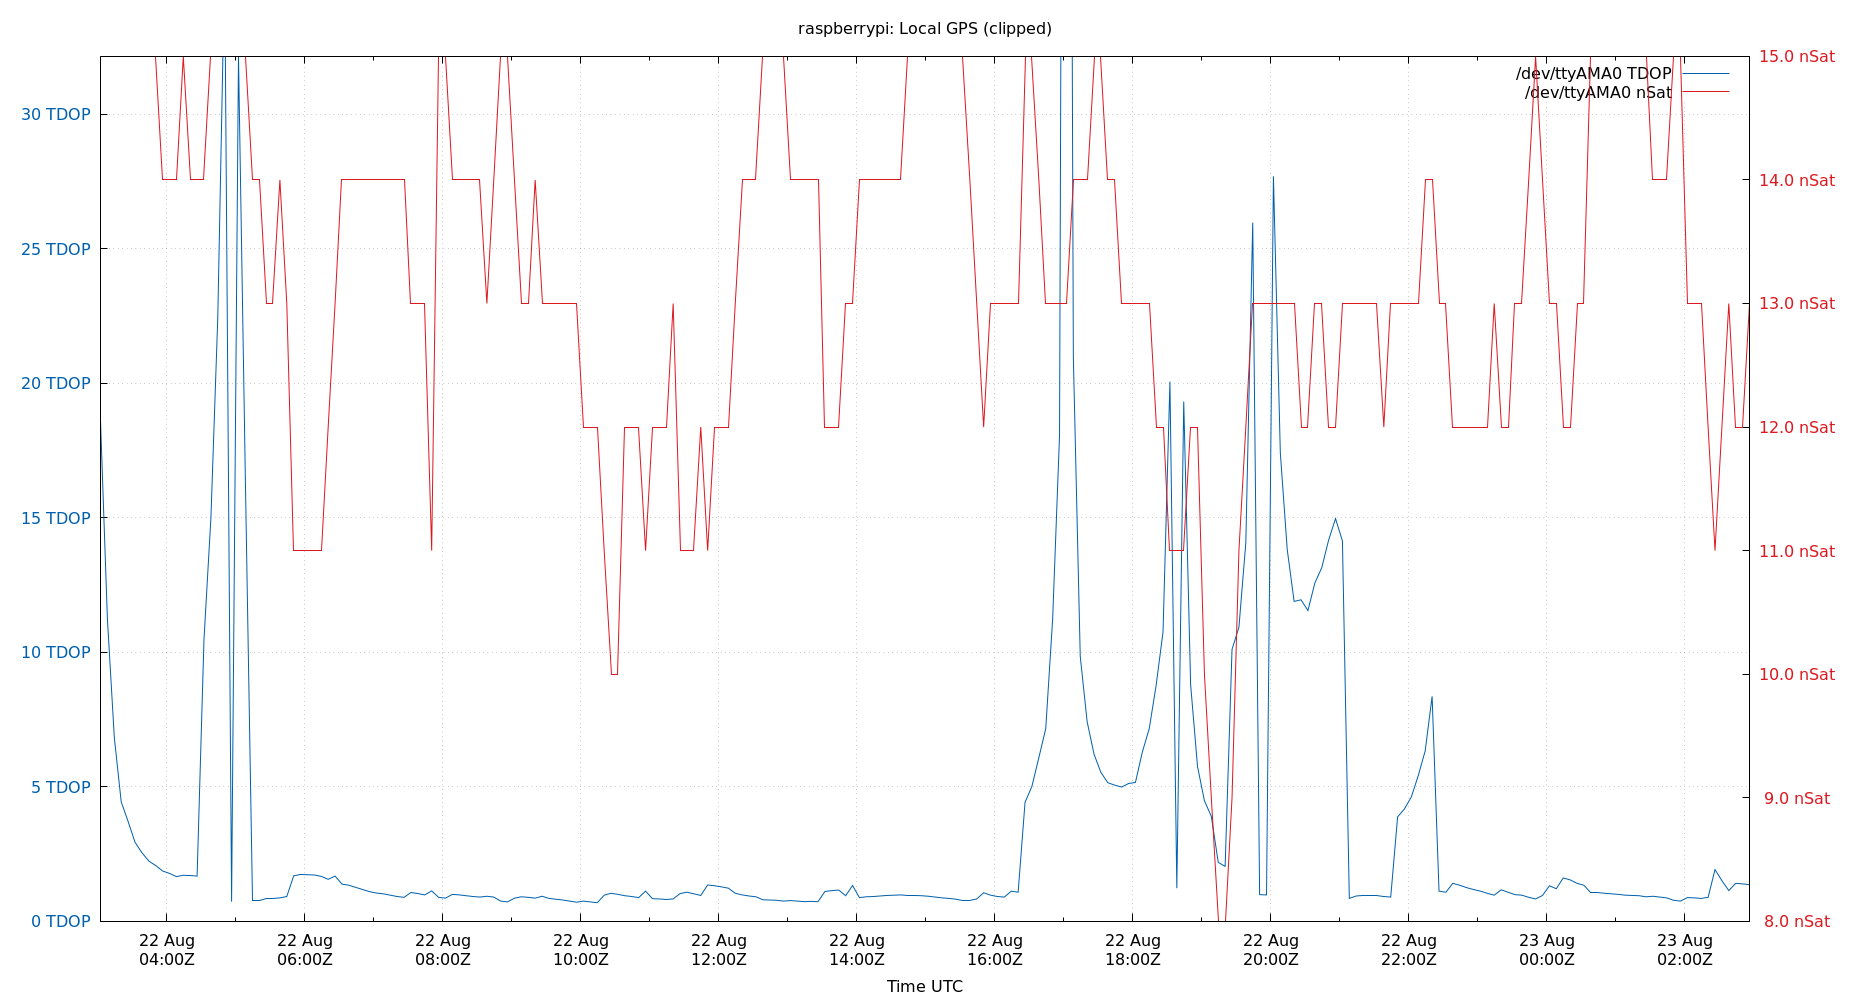 raspberrypi: Local GPS (clipped)
/dev/ttyAMA0 TDOP
/dev/ttyAMA0 nSat
30 TDOP
25 TDOP
20 TDOP
15 TDOP
10 TDOP
5 TDOP
0 TDOP
15.0 nSat
14.0 nSat
13.0 nSat
12.0 nSat
11.0 nSat
10.0 nSat
9.0 nSat
8.0 nSat
22 Aug
04:00Z
22 Aug
06:00Z
22 Aug
08:00Z
22 Aug
10:00Z
22 Aug
12:00Z
22 Aug
14:00Z
22 Aug
16:00Z
22 Aug
18:00Z
22 Aug
20:00Z
22 Aug
22:00Z
23 Aug
00:00Z
23 Aug
02:00Z
Time UTC